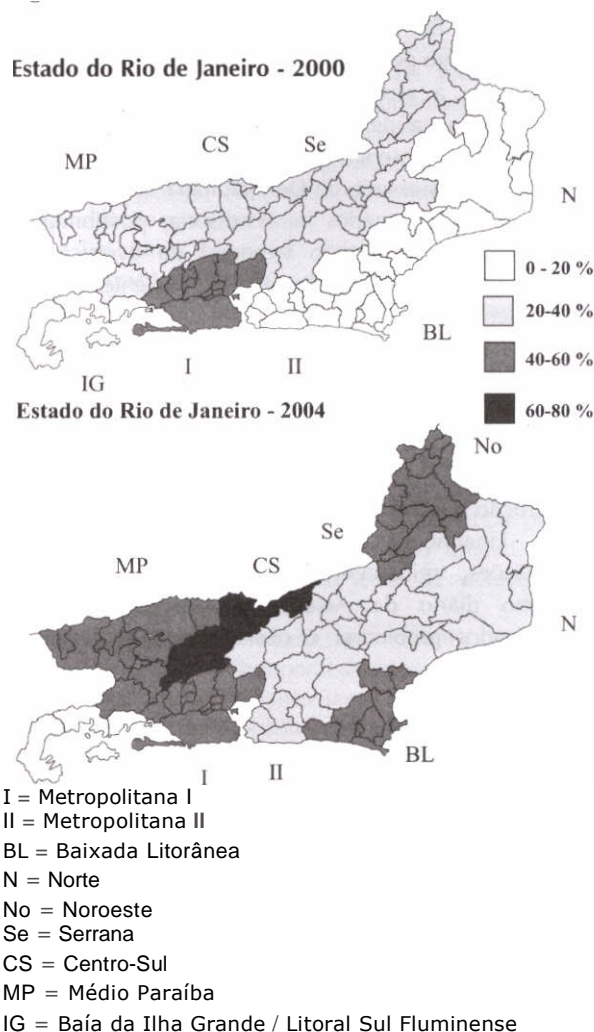 Estado do Rio de Janeiro - 2000
MP
CS
Se
N
0 - 20 %
20-40 %
40-60 %
60-80 %
BL
I
II
IG
Estado do Rio de Janeiro - 2004
No
Se
MP
CS
N
BL
I
II
I = Metropolitana I
II = Metropolitana II
BL = Baixada Litorânea
N = Norte
No = Noroeste
Se = Serrana
CS = Centro-Sul
MP = Médio Paraíba
IG = Baía da Ilha Grande / Litoral Sul Fluminense